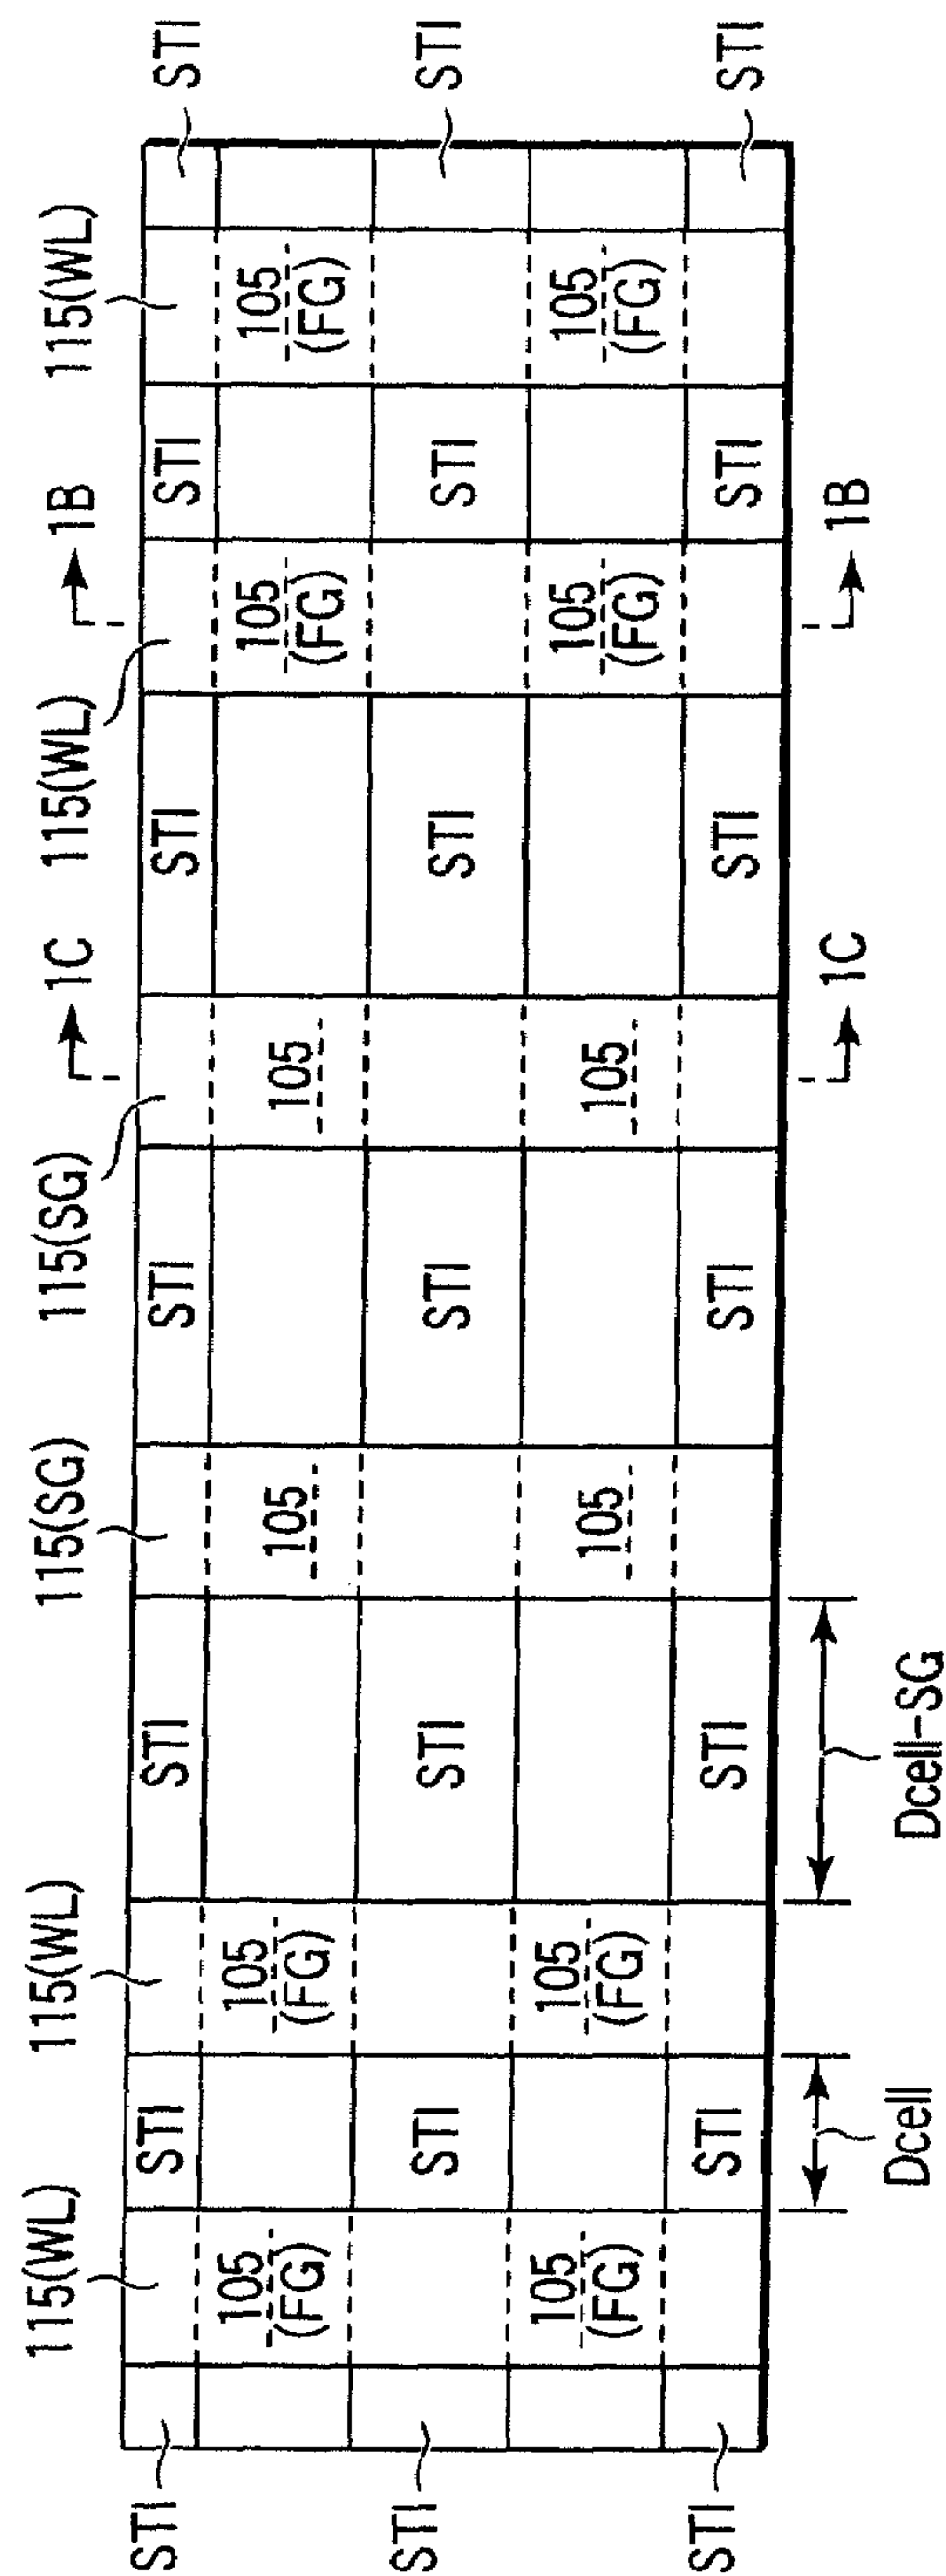 115(WL)
115(WL)
115(SG)
115(SG)
1C
115(WL)
1B
115(WL)
STI
STI
STI
STI
STI
STI
STI
105
(FG)
105
(FG)
105
105
105
(FG)
105
(FG)
STI
STI
STI
STI
STI
STI
STI
105
(FG)
105
(FG)
105
105
105
(FG)
105
(FG)
STI
STI
STI
STI
STI
STI
STI
1C
1B
Dcell
Dcell-SG